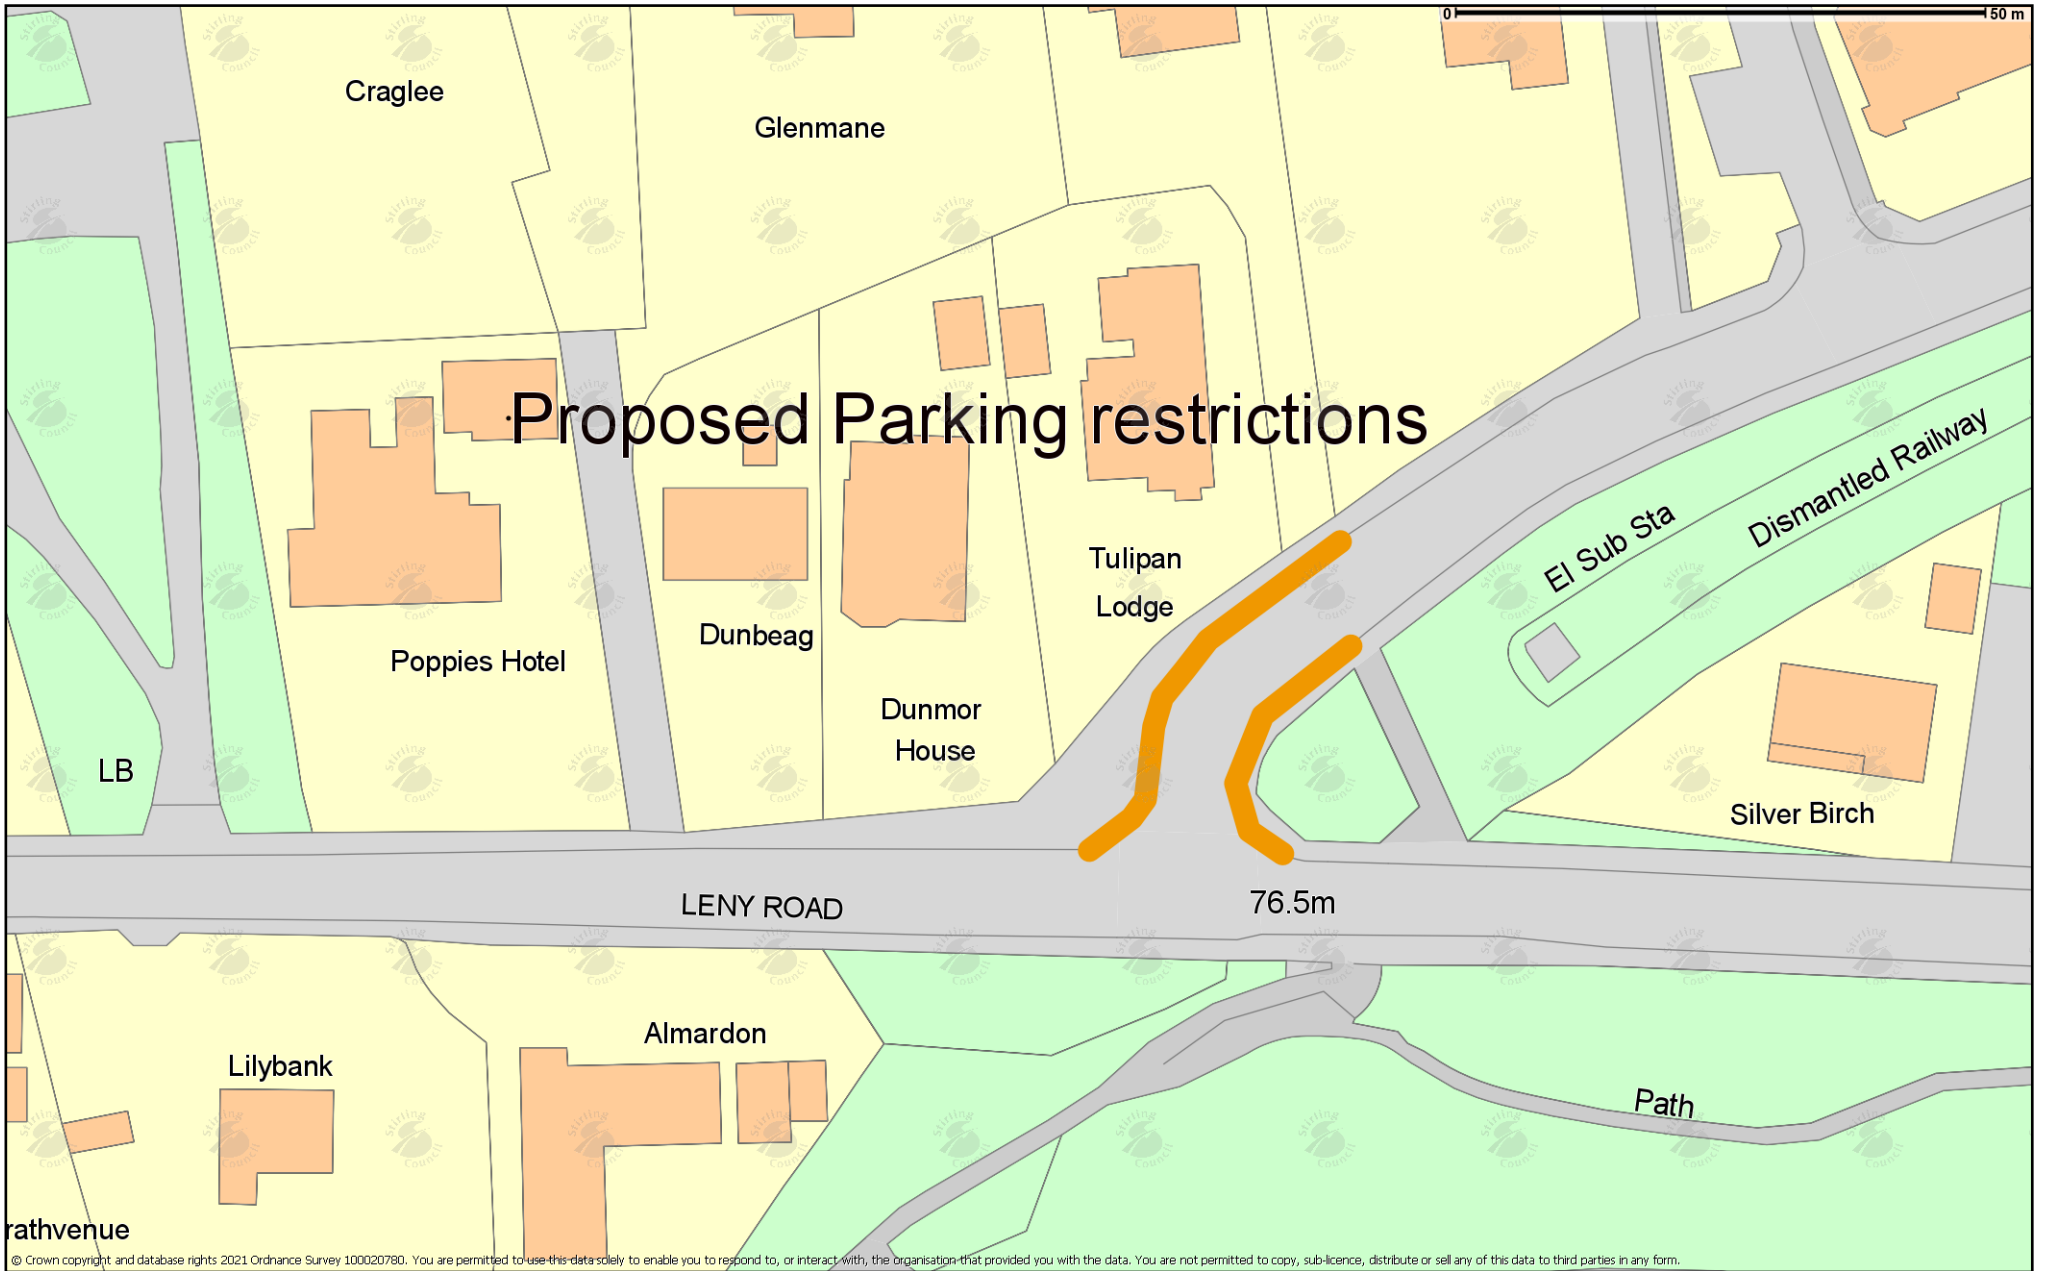 0 50 m
Craglee
Glenmane
Proposed Parking restrictions
El Sub Sta
Dismantled Railway
Tulipan
Lodge
Dunbeag
Poppies Hotel
Dunmor
House
LB
Silver Birch
LENY ROAD
76.5m
Almardon
Lilybank
Path
rathvenue
© Crown copyright and database rights 2021 Ordnance Survey 100020780. You are permitted to use this data solely to enable you to respond to, or interact with, the organisation that provided you with the data. You are not permitted to copy, sub-licence, distribute or sell any of this data to third parties in any form.
Stirling
Council